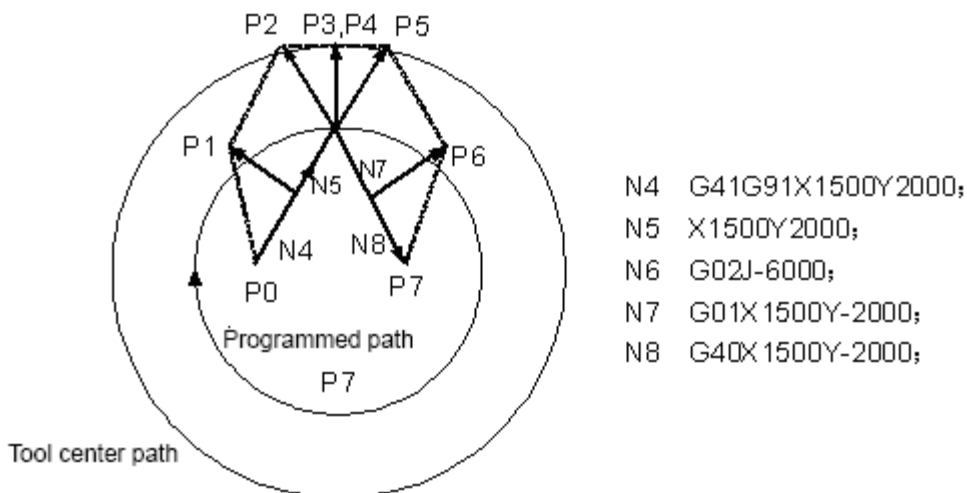 P2 P3,P4 P5
P1
P6
N5
N7
N4
N8
P0
P7
Programmed path
P7
Tool center path
N4 G41G91X1500Y2000;
N5 X1500Y2000;
N6 G02J-6000;
N7 G01X1500Y-2000;
N8 G40X1500Y-2000;